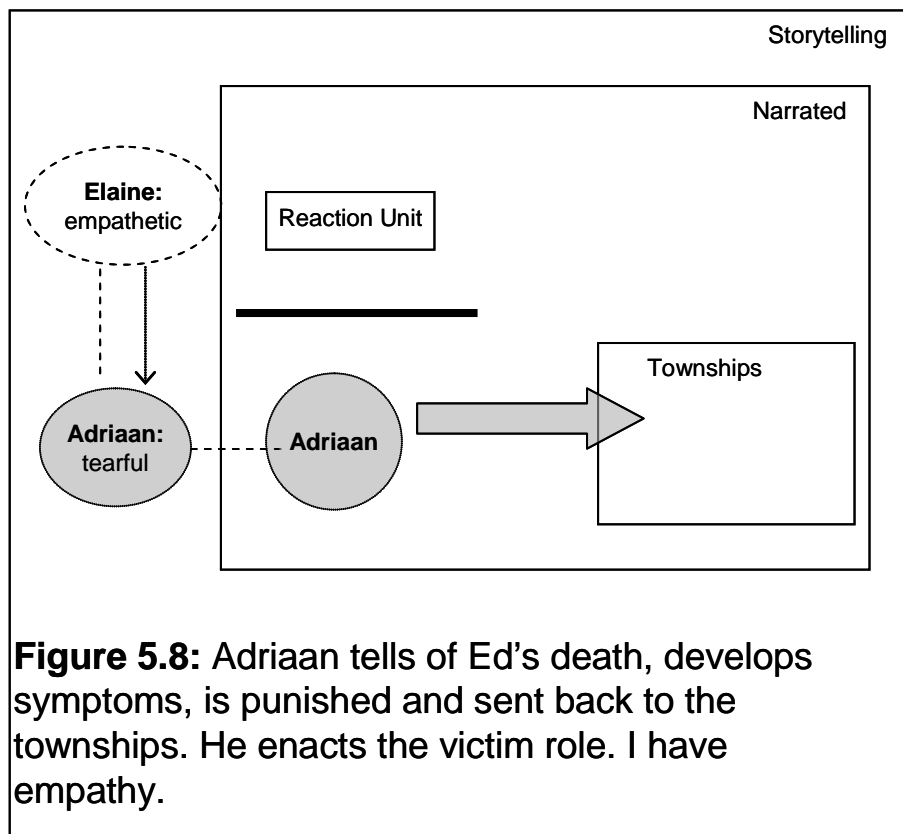 Storytelling
Narrated
Elaine:
empathetic
Reaction Unit
Townships
Adriaan:
tearful
Adriaan
Figure 5.8: Adriaan tells of Ed’s death, develops
symptoms, is punished and sent back to the
townships. He enacts the victim role. I have
empathy.